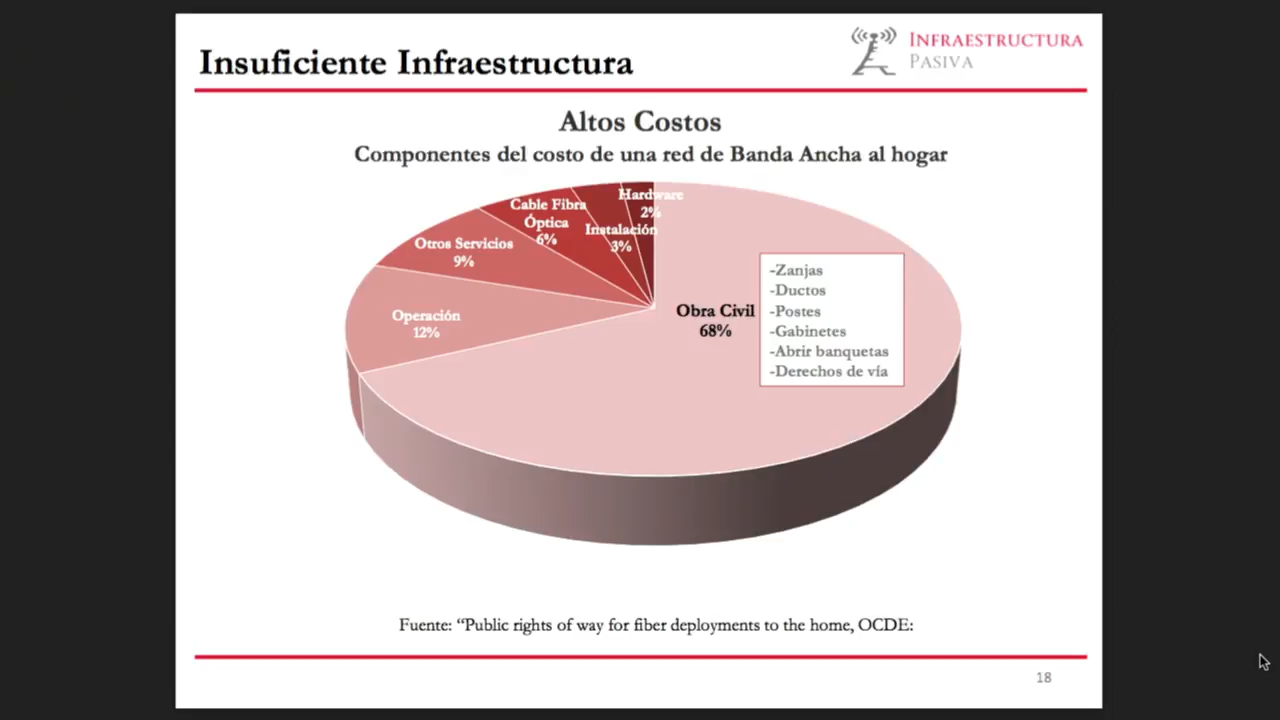 Insuficiente Infraestructura
INFRAESTRUCTURA
PASIVA
Altos Costos
Componentes del costo de una red de Banda Ancha al hogar
Hardware
2%
Cable Fibra
Óptica
6%
Instalación
3%
Otros Servicios
9%
Operación
12%
Obra Civil
68%
-Zanjas
-Ductos
-Postes
-Gabinetes
-Abrir banquetas
-Derechos de vía
Fuente: “Public rights of way for fiber deployments to the home, OCDE:
18